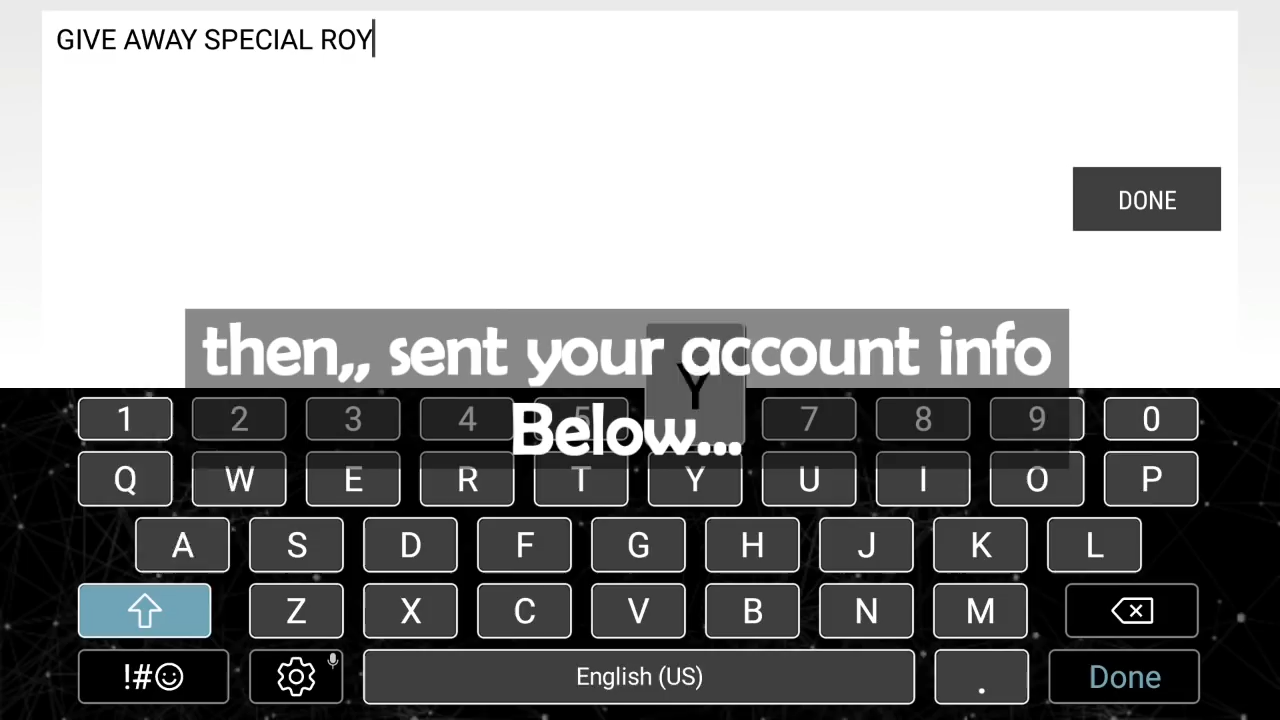 GIVE AWAY SPECIAL ROY
DONE
then,, sent your account info
Below...
Y
1 2 3 4 5 7 8 9 0
Q W E R T Y U I O P
A S D F G H J K L
Z X C V B N M
!#☺ English (US) . Done